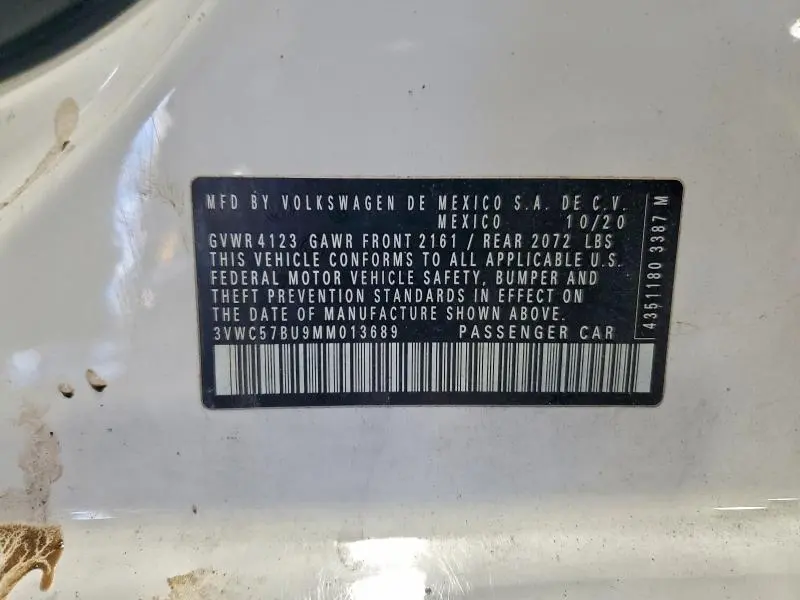 MFD BY VOLKSWAGEN DE MEXICO S.A. DE C.V.
MEXICO 10/20
GVWR 4123 GAWR FRONT 2161 / REAR 2072 LBS
THIS VEHICLE CONFORMS TO ALL APPLICABLE U.S.
FEDERAL MOTOR VEHICLE SAFETY, BUMPER AND
THEFT PREVENTION STANDARDS IN EFFECT ON
THE DATE OF MANUFACTURE SHOWN ABOVE.
3VWC57BU9MM013689 PASSENGER CAR
4351180 3387 M